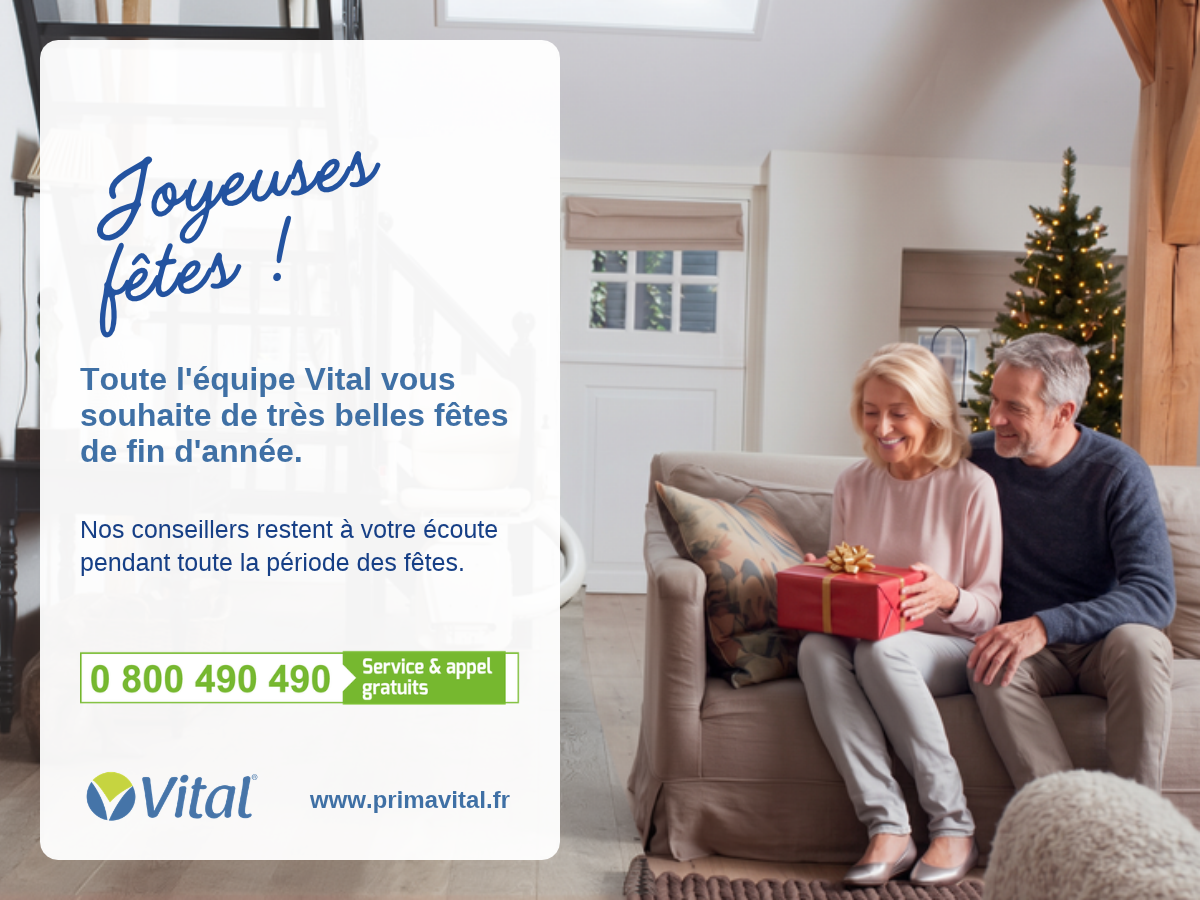 Joyeuses
fêtes !
Toute l'équipe Vital vous
souhaite de très belles fêtes
de fin d'année.
Nos conseillers restent à votre écoute
pendant toute la période des fêtes.
0 800 490 490
Service & appel
gratuits
Vital®
www.primavital.fr